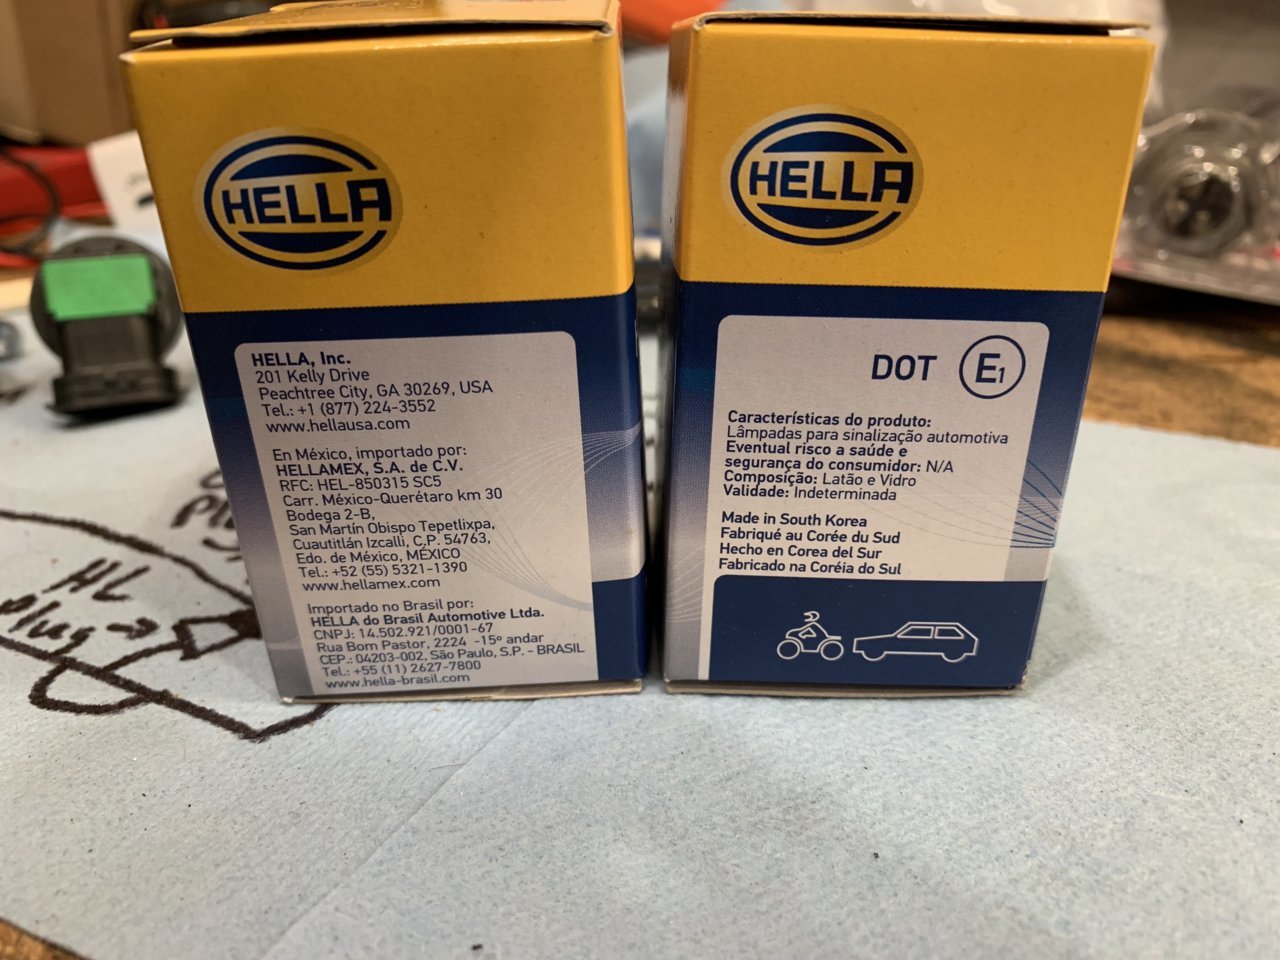 HELLA
HELLA, Inc.
201 Kelly Drive
Peachtree City, GA 30269, USA
Tel.: +1 (877) 224-3552
www.hellausa.com
En México, importado por:
HELLAMEX, S.A. de C.V.
RFC: HEL-850315 SC5
Carr. México-Querétaro km 30
Bodega 2-B,
San Martín Obispo Tepetlixpa,
Cuautitlán Izcalli, C.P. 54763,
Edo. de México, MÉXICO
Tel.: +52 (55) 5321-1390
www.hellamex.com
Importado no Brasil por:
HELLA do Brasil Automotive Ltda.
CNPJ: 14.502.921/0001-67
Rua Bom Pastor, 2224 -15º andar
CEP.: 04203-002, São Paulo, S.P. - BRASIL
Tel.: +55 (11) 2627-7800
www.hella-brasil.com
HELLA
DOT E1
Características do produto:
Lâmpadas para sinalização automotiva
Eventual risco a saúde e
segurança do consumidor: N/A
Composição: Latão e Vidro
Validade: Indeterminada
Made in South Korea
Fabriqué au Corée du Sud
Hecho en Corea del Sur
Fabricado na Coréia do Sul
HL
Plug